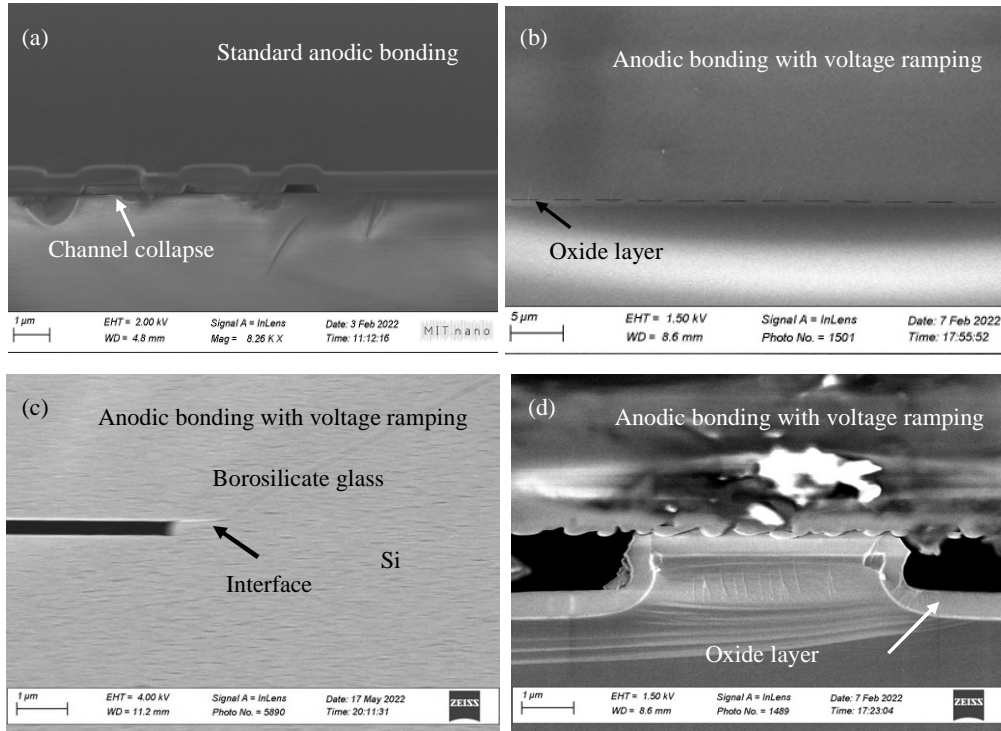 (a)
Standard anodic bonding
Channel collapse
1 µm
EHT = 2.00 kV
WD = 4.8 mm
Signal A = InLens
Mag = 8.26 K X
Date: 3 Feb 2022
Time: 11:12:16
MIT.nano
(b)
Anodic bonding with voltage ramping
Oxide layer
5 µm
EHT = 1.50 kV
WD = 8.6 mm
Signal A = InLens
Photo No. = 1501
Date: 7 Feb 2022
Time: 17:55:52
(c)
Anodic bonding with voltage ramping
Borosilicate glass
Si
Interface
1 µm
EHT = 4.00 kV
WD = 11.2 mm
Signal A = InLens
Photo No. = 5890
Date: 17 May 2022
Time: 20:11:31
ZEISS
(d)
Anodic bonding with voltage ramping
Oxide layer
1 µm
EHT = 1.50 kV
WD = 8.6 mm
Signal A = InLens
Photo No. = 1489
Date: 7 Feb 2022
Time: 17:23:04
ZEISS